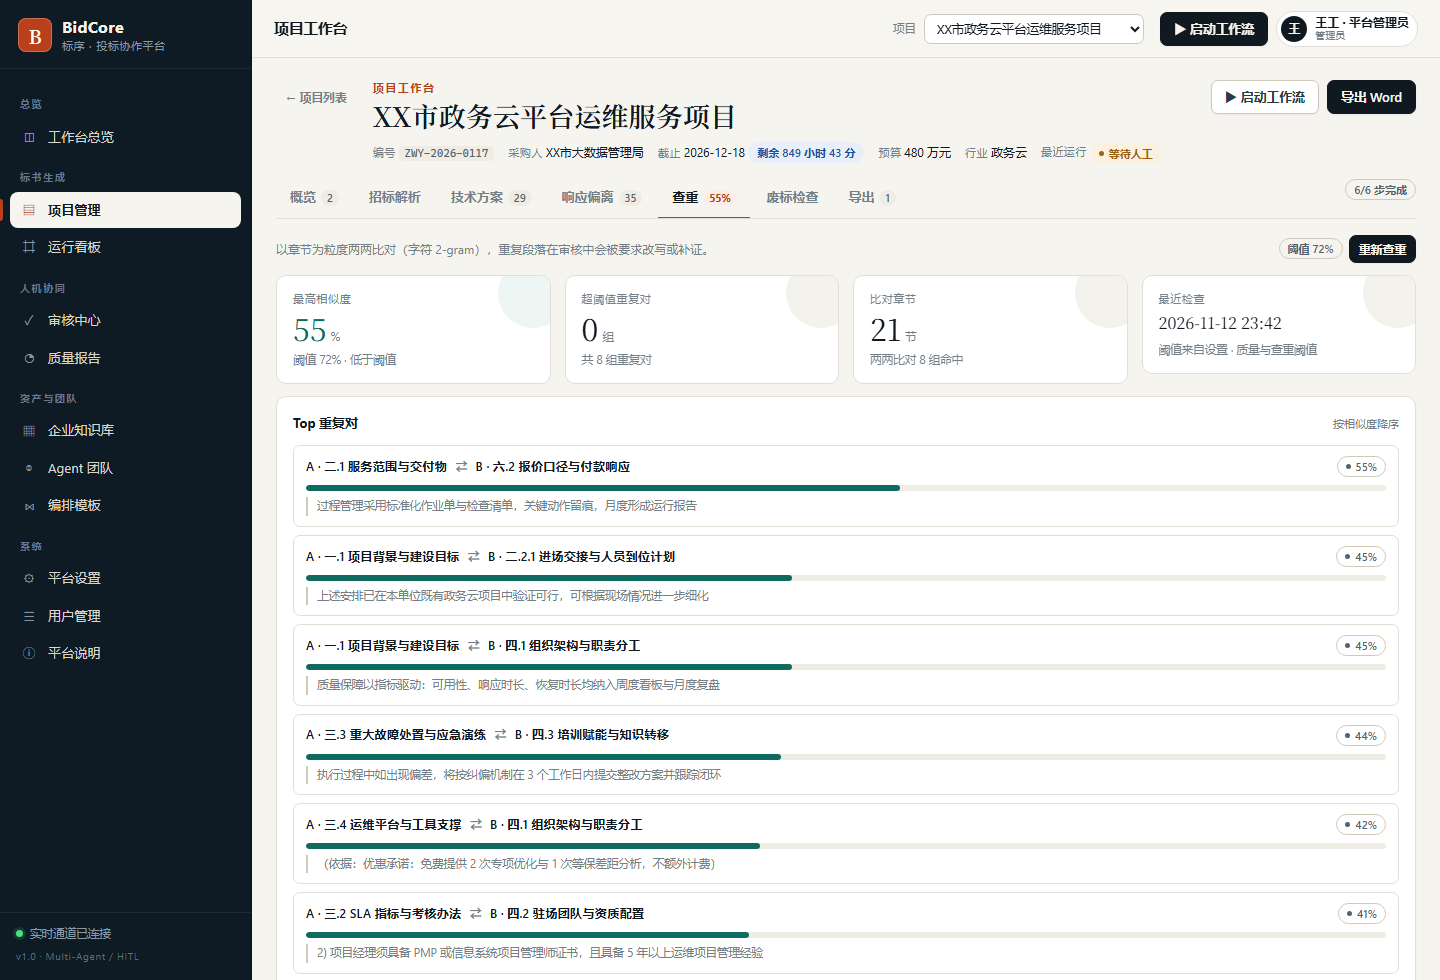 B
BidCore
标序 · 投标协作平台
总览
工作台总览
标书生成
项目管理
运行看板
人机协同
审核中心
质量报告
资产与团队
企业知识库
Agent 团队
编排模板
系统
平台设置
用户管理
平台说明
实时通道已连接
v1.0 · Multi-Agent / HITL
项目工作台
项目
XX市政务云平台运维服务项目
▶ 启动工作流
王
王工 · 平台管理员
管理员
← 项目列表
项目工作台
XX市政务云平台运维服务项目
编号 ZWY-2026-0117 采购人 XX市大数据管理局 截止 2026-12-18 剩余 849 小时 43 分 预算 480 万元 行业 政务云 最近运行 等待人工
▶ 启动工作流
导出 Word
概览 2 招标解析 技术方案 29 响应偏离 35 查重 55% 废标检查 导出 1
6/6 步完成
以章节为粒度两两比对（字符 2-gram），重复段落在审核中会被要求改写或补证。
阈值 72%
重新查重
最高相似度
55 %
阈值 72% · 低于阈值
超阈值重复对
0 组
共 8 组重复对
比对章节
21 节
两两比对 8 组命中
最近检查
2026-11-12 23:42
阈值来自设置 · 质量与查重阈值
Top 重复对
按相似度降序
A · 二.1 服务范围与交付物 ⇄ B · 六.2 报价口径与付款响应
55%
过程管理采用标准化作业单与检查清单，关键动作留痕，月度形成运行报告
A · 一.1 项目背景与建设目标 ⇄ B · 二.2.1 进场交接与人员到位计划
45%
上述安排已在本单位既有政务云项目中验证可行，可根据现场情况进一步细化
A · 一.1 项目背景与建设目标 ⇄ B · 四.1 组织架构与职责分工
45%
质量保障以指标驱动：可用性、响应时长、恢复时长均纳入周度看板与月度复盘
A · 三.3 重大故障处置与应急演练 ⇄ B · 四.3 培训赋能与知识转移
44%
执行过程中如出现偏差，将按纠偏机制在 3 个工作日内提交整改方案并跟踪闭环
A · 三.4 运维平台与工具支撑 ⇄ B · 四.1 组织架构与职责分工
42%
（依据：优惠承诺：免费提供 2 次专项优化与 1 次等保差距分析，不额外计费）
A · 三.2 SLA 指标与考核办法 ⇄ B · 四.2 驻场团队与资质配置
41%
2) 项目经理须具备 PMP 或信息系统项目管理师证书，且具备 5 年以上运维项目管理经验